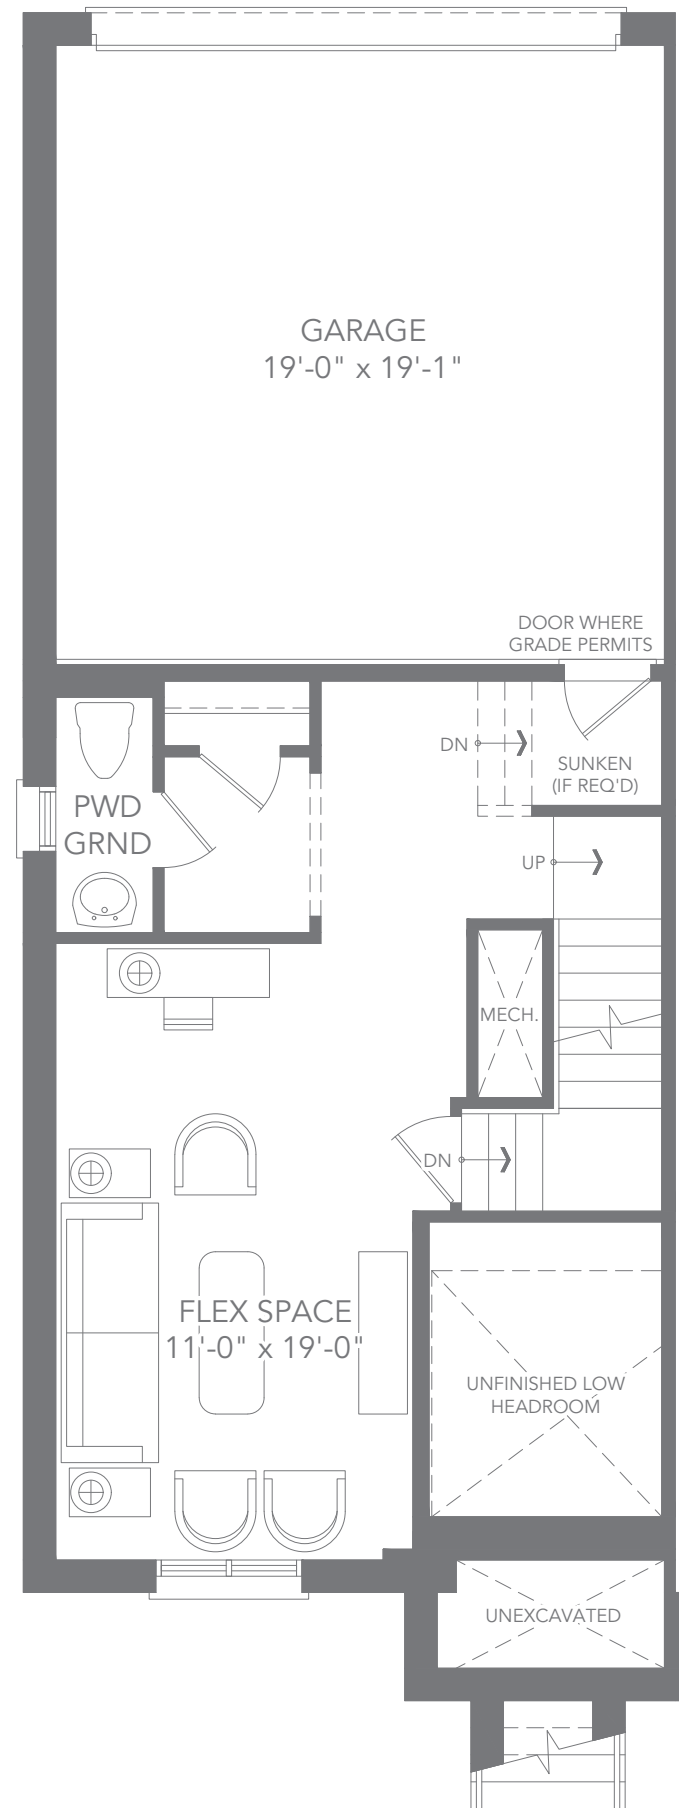 GARAGE
19'-0" x 19'-1"
DOOR WHERE
GRADE PERMITS
DN
SUNKEN
(IF REQ'D)
PWD
GRND
UP
MECH.
DN
FLEX SPACE
11'-0" x 19'-0"
UNFINISHED LOW
HEADROOM
UNEXCAVATED